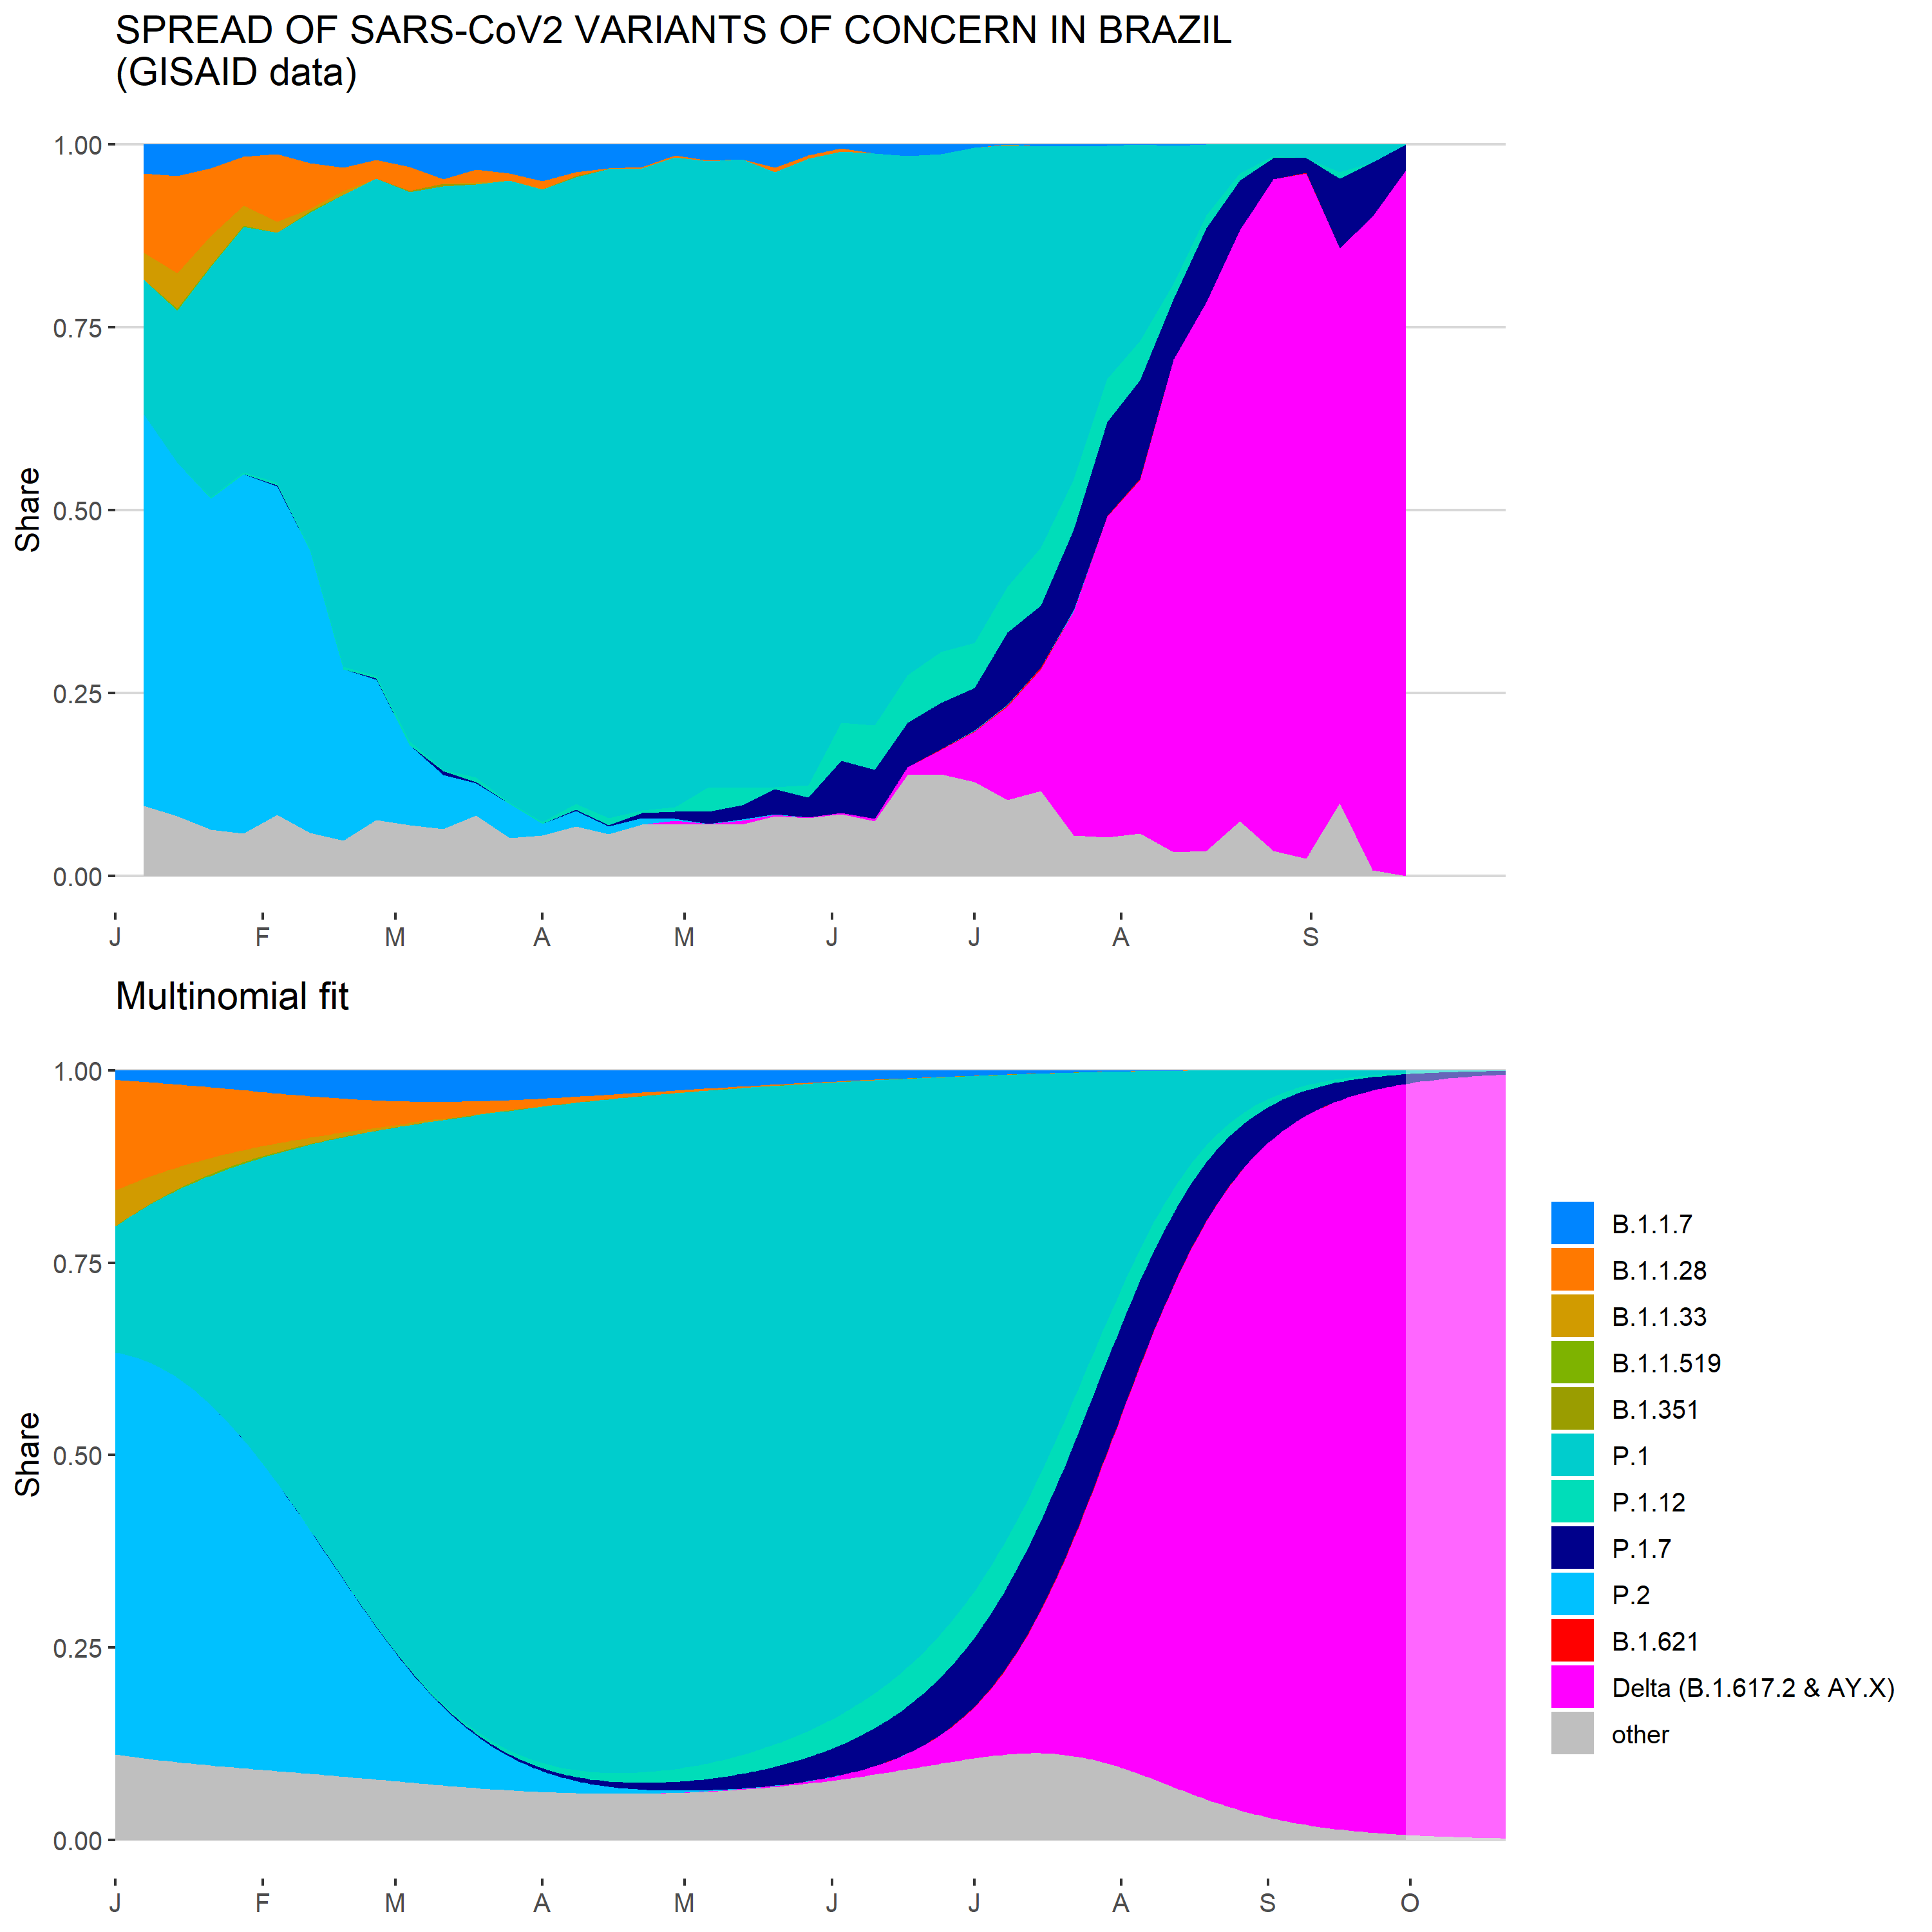 SPREAD OF SARS-CoV2 VARIANTS OF CONCERN IN BRAZIL
(GISAID data)
1.00
0.75
0.50
0.25
0.00
Share
J F M A M J J A S
Multinomial fit
1.00
0.75
0.50
0.25
0.00
Share
J F M A M J J A S O
B.1.1.7
B.1.1.28
B.1.1.33
B.1.1.519
B.1.351
P.1
P.1.12
P.1.7
P.2
B.1.621
Delta (B.1.617.2 & AY.X)
other